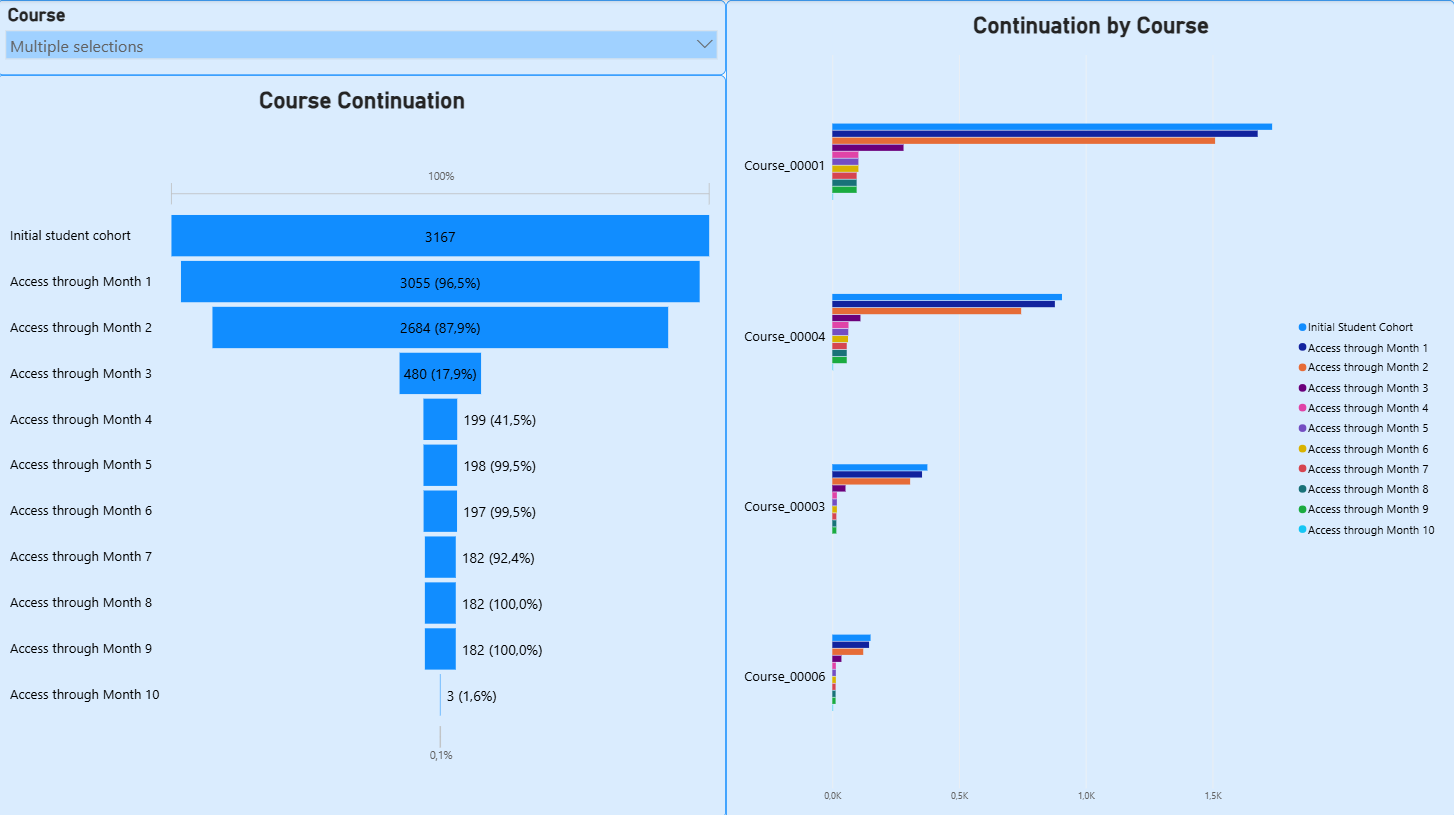 Course
Multiple selections
Course Continuation
100%
Initial student cohort 3167
Access through Month 1 3055 (96,5%)
Access through Month 2 2684 (87,9%)
Access through Month 3 480 (17,9%)
Access through Month 4 199 (41,5%)
Access through Month 5 198 (99,5%)
Access through Month 6 197 (99,5%)
Access through Month 7 182 (92,4%)
Access through Month 8 182 (100,0%)
Access through Month 9 182 (100,0%)
Access through Month 10 3 (1,6%)
0,1%
Continuation by Course
Course_00001
Course_00004
Course_00003
Course_00006
0,0K 0,5K 1,0K 1,5K
Initial Student Cohort
Access through Month 1
Access through Month 2
Access through Month 3
Access through Month 4
Access through Month 5
Access through Month 6
Access through Month 7
Access through Month 8
Access through Month 9
Access through Month 10